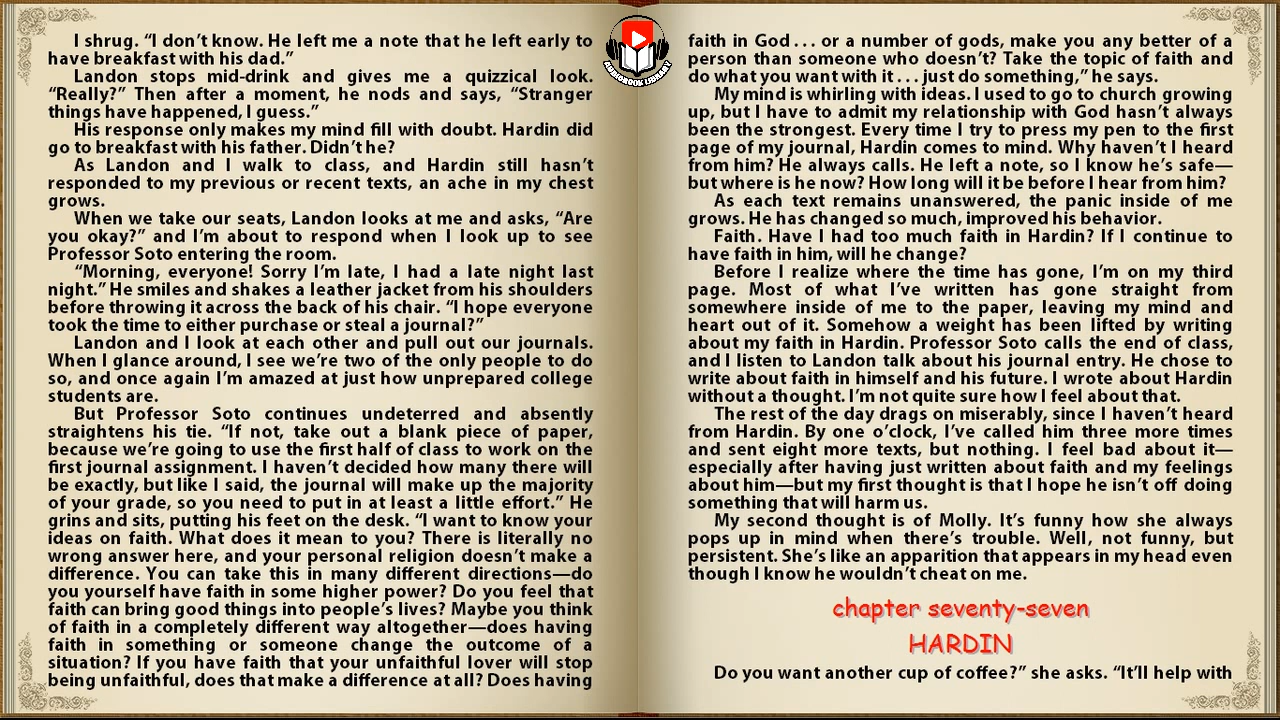 I shrug. “I don’t know. He left me a note that he left early to
have breakfast with his dad.”
Landon stops mid-drink and gives me a quizzical look.
“Really?” Then after a moment, he nods and says, “Stranger
things have happened, I guess.”
His response only makes my mind fill with doubt. Hardin did
go to breakfast with his father. Didn’t he?
As Landon and I walk to class, and Hardin still hasn’t
responded to my previous or recent texts, an ache in my chest
grows.
When we take our seats, Landon looks at me and asks, “Are
you okay?” and I’m about to respond when I look up to see
Professor Soto entering the room.
“Morning, everyone! Sorry I’m late, I had a late night last
night.” He smiles and shakes a leather jacket from his shoulders
before throwing it across the back of his chair. “I hope everyone
took the time to either purchase or steal a journal?”
Landon and I look at each other and pull out our journals.
When I glance around, I see we’re two of the only people to do
so, and once again I’m amazed at just how unprepared college
students are.
But Professor Soto continues undeterred and absently
straightens his tie. “If not, take out a blank piece of paper,
because we’re going to use the first half of class to work on the
first journal assignment. I haven’t decided how many there will
be exactly, but like I said, the journal will make up the majority
of your grade, so you need to put in at least a little effort.” He
grins and sits, putting his feet on the desk. “I want to know your
ideas on faith. What does it mean to you? There is literally no
wrong answer here, and your personal religion doesn’t make a
difference. You can take this in many different directions—do
you yourself have faith in some higher power? Do you feel that
faith can bring good things into people’s lives? Maybe you think
of faith in a completely different way altogether—does having
faith in something or someone change the outcome of a
situation? If you have faith that your unfaithful lover will stop
being unfaithful, does that make a difference at all? Does having
AUDIOBOOK LIBRARY
faith in God . . . or a number of gods, make you any better of a
person than someone who doesn’t? Take the topic of faith and
do what you want with it . . . just do something,” he says.
My mind is whirling with ideas. I used to go to church growing
up, but I have to admit my relationship with God hasn’t always
been the strongest. Every time I try to press my pen to the first
page of my journal, Hardin comes to mind. Why haven’t I heard
from him? He always calls. He left a note, so I know he’s safe—
but where is he now? How long will it be before I hear from him?
As each text remains unanswered, the panic inside of me
grows. He has changed so much, improved his behavior.
Faith. Have I had too much faith in Hardin? If I continue to
have faith in him, will he change?
Before I realize where the time has gone, I’m on my third
page. Most of what I’ve written has gone straight from
somewhere inside of me to the paper, leaving my mind and
heart out of it. Somehow a weight has been lifted by writing
about my faith in Hardin. Professor Soto calls the end of class,
and I listen to Landon talk about his journal entry. He chose to
write about faith in himself and his future. I wrote about Hardin
without a thought. I’m not quite sure how I feel about that.
The rest of the day drags on miserably, since I haven’t heard
from Hardin. By one o’clock, I’ve called him three more times
and sent eight more texts, but nothing. I feel bad about it—
especially after having just written about faith and my feelings
about him—but my first thought is that I hope he isn’t off doing
something that will harm us.
My second thought is of Molly. It’s funny how she always
pops up in mind when there’s trouble. Well, not funny, but
persistent. She’s like an apparition that appears in my head even
though I know he wouldn’t cheat on me.
chapter seventy-seven
HARDIN
Do you want another cup of coffee?” she asks. “It’ll help with